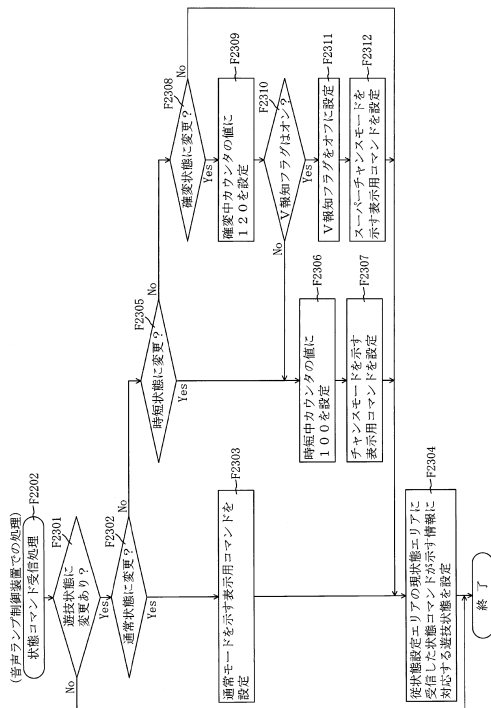 (音声ランプ制御装置での処理)
状態コマンド受信処理
F2202
遊技状態に
変更あり?
F2301
No
Yes
通常状態に変更?
F2302
No
Yes
通常モードを示す表示用コマンドを
設定
F2303
時短状態に変更?
F2305
No
Yes
時短中カウンタの値に
100を設定
F2306
チャンスモードを示す
表示用コマンドを設定
F2307
確変状態に変更?
F2308
No
Yes
確変中カウンタの値に
120を設定
F2309
V報知フラグはオン?
F2310
No
Yes
V報知フラグをオフに設定
F2311
スーパーチャンスモードを
示す表示用コマンドを設定
F2312
従状態設定エリアの現状態エリアに
受信した状態コマンドが示す情報に
対応する遊技状態を設定
F2304
終了